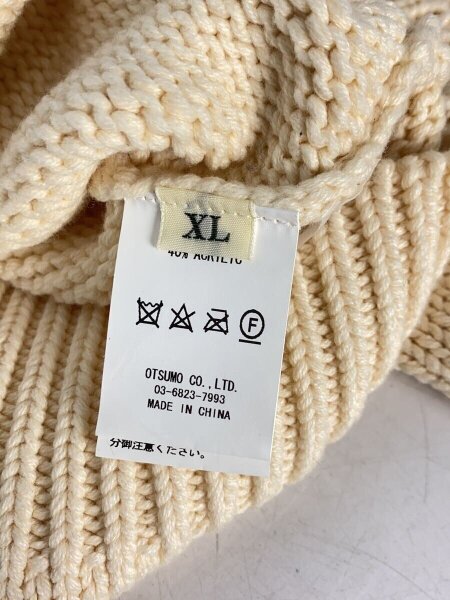 XL
40% ACRILIC
F
OTSUMO CO.,LTD.
03-6823-7993
MADE IN CHINA
分御注意ください。